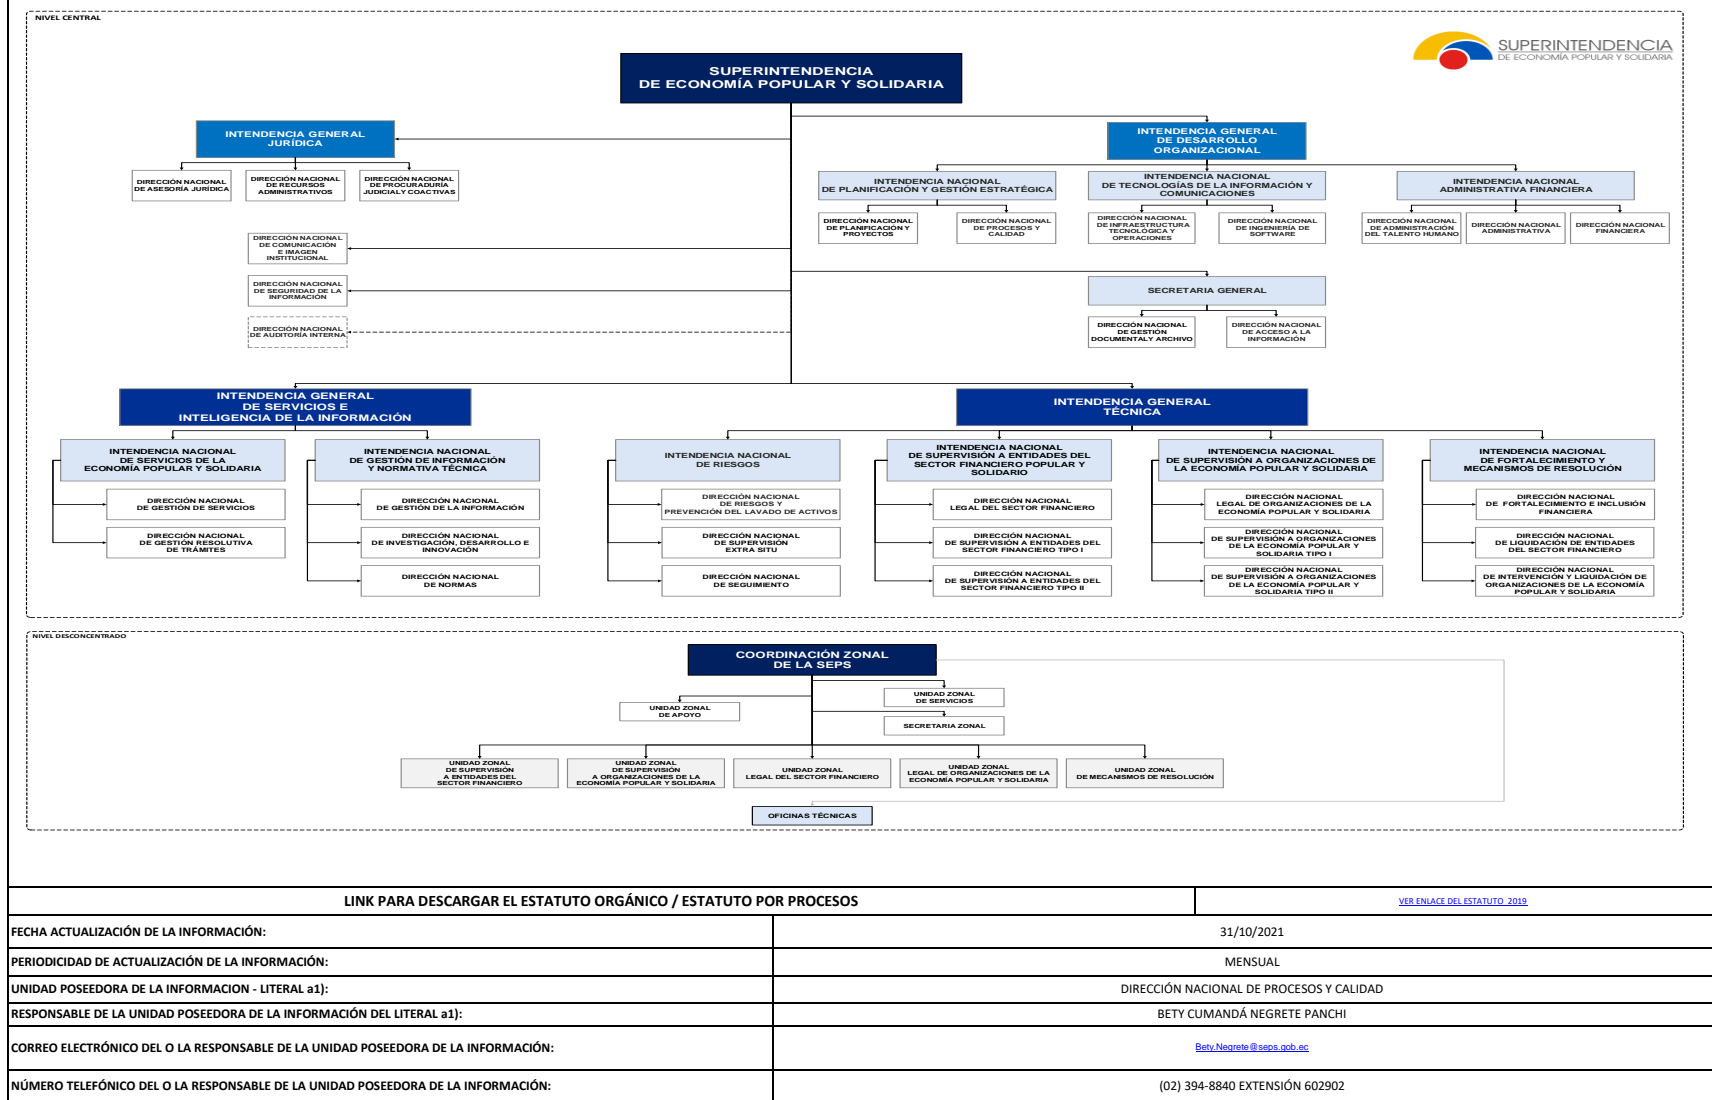 NIVEL CENTRAL
SUPERINTENDENCIA
DE ECONOMÍA POPULAR Y SOLIDARIA
SUPERINTENDENCIA
DE ECONOMÍA POPULAR Y SOLIDARIA
INTENDENCIA GENERAL
JURÍDICA
INTENDENCIA GENERAL
DE DESARROLLO
ORGANIZACIONAL
DIRECCIÓN NACIONAL
DE ASESORÍA JURÍDICA
DIRECCIÓN NACIONAL
DE RECURSOS
ADMINISTRATIVOS
DIRECCIÓN NACIONAL
DE PROCURADURÍA
JUDICIAL Y COACTIVAS
INTENDENCIA NACIONAL
DE PLANIFICACIÓN Y GESTIÓN ESTRATÉGICA
INTENDENCIA NACIONAL
DE TECNOLOGÍAS DE LA INFORMACIÓN Y
COMUNICACIONES
INTENDENCIA NACIONAL
ADMINISTRATIVA FINANCIERA
DIRECCIÓN NACIONAL
DE PLANIFICACIÓN Y
PROYECTOS
DIRECCIÓN NACIONAL
DE PROCESOS Y
CALIDAD
DIRECCIÓN NACIONAL
DE INFRAESTRUCTURA
TECNOLÓGICA Y
OPERACIONES
DIRECCIÓN NACIONAL
DE INGENIERÍA DE
SOFTWARE
DIRECCIÓN NACIONAL
DE ADMINISTRACIÓN
DEL TALENTO HUMANO
DIRECCIÓN NACIONAL
ADMINISTRATIVA
DIRECCIÓN NACIONAL
FINANCIERA
DIRECCIÓN NACIONAL
DE COMUNICACIÓN
E IMAGEN
INSTITUCIONAL
DIRECCIÓN NACIONAL
DE SEGURIDAD DE LA
INFORMACIÓN
SECRETARIA GENERAL
DIRECCIÓN NACIONAL
DE AUDITORÍA INTERNA
DIRECCIÓN NACIONAL
DE GESTIÓN
DOCUMENTAL Y ARCHIVO
DIRECCIÓN NACIONAL
DE ACCESO A LA
INFORMACIÓN
INTENDENCIA GENERAL
DE SERVICIOS E
INTELIGENCIA DE LA INFORMACIÓN
INTENDENCIA GENERAL
TÉCNICA
INTENDENCIA NACIONAL
DE SERVICIOS DE LA
ECONOMÍA POPULAR Y SOLIDARIA
INTENDENCIA NACIONAL
DE GESTIÓN DE INFORMACIÓN
Y NORMATIVA TÉCNICA
INTENDENCIA NACIONAL
DE RIESGOS
INTENDENCIA NACIONAL
DE SUPERVISIÓN A ENTIDADES DEL
SECTOR FINANCIERO POPULAR Y
SOLIDARIO
INTENDENCIA NACIONAL
DE SUPERVISIÓN A ORGANIZACIONES DE
LA ECONOMÍA POPULAR Y SOLIDARIA
INTENDENCIA NACIONAL
DE FORTALECIMIENTO Y
MECANISMOS DE RESOLUCIÓN
DIRECCIÓN NACIONAL
DE GESTIÓN DE SERVICIOS
DIRECCIÓN NACIONAL
DE GESTIÓN DE LA INFORMACIÓN
DIRECCIÓN NACIONAL
DE RIESGOS Y
PREVENCIÓN DEL LAVADO DE ACTIVOS
DIRECCIÓN NACIONAL
LEGAL DEL SECTOR FINANCIERO
DIRECCIÓN NACIONAL
LEGAL DE ORGANIZACIONES DE LA
ECONOMÍA POPULAR Y SOLIDARIA
DIRECCIÓN NACIONAL
DE FORTALECIMIENTO E INCLUSIÓN
FINANCIERA
DIRECCIÓN NACIONAL
DE GESTIÓN RESOLUTIVA
DE TRÁMITES
DIRECCIÓN NACIONAL
DE INVESTIGACIÓN, DESARROLLO E
INNOVACIÓN
DIRECCIÓN NACIONAL
DE SUPERVISIÓN
EXTRA SITU
DIRECCIÓN NACIONAL
DE SUPERVISIÓN A ENTIDADES DEL
SECTOR FINANCIERO TIPO I
DIRECCIÓN NACIONAL
DE SUPERVISIÓN A ORGANIZACIONES
DE LA ECONOMÍA POPULAR Y
SOLIDARIA TIPO I
DIRECCIÓN NACIONAL
DE LIQUIDACIÓN DE ENTIDADES
DEL SECTOR FINANCIERO
DIRECCIÓN NACIONAL
DE NORMAS
DIRECCIÓN NACIONAL
DE SEGUIMIENTO
DIRECCIÓN NACIONAL
DE SUPERVISIÓN A ENTIDADES DEL
SECTOR FINANCIERO TIPO II
DIRECCIÓN NACIONAL
DE SUPERVISIÓN A ORGANIZACIONES
DE LA ECONOMÍA POPULAR Y
SOLIDARIA TIPO II
DIRECCIÓN NACIONAL
DE INTERVENCIÓN Y LIQUIDACIÓN DE
ORGANIZACIONES DE LA ECONOMÍA
POPULAR Y SOLIDARIA
NIVEL DESCONCENTRADO
COORDINACIÓN ZONAL
DE LA SEPS
UNIDAD ZONAL
DE SERVICIOS
UNIDAD ZONAL
DE APOYO
SECRETARIA ZONAL
UNIDAD ZONAL
DE SUPERVISIÓN
A ENTIDADES DEL
SECTOR FINANCIERO
UNIDAD ZONAL
DE SUPERVISIÓN
A ORGANIZACIONES DE LA
ECONOMÍA POPULAR Y SOLIDARIA
UNIDAD ZONAL
LEGAL DEL SECTOR FINANCIERO
UNIDAD ZONAL
LEGAL DE ORGANIZACIONES DE LA
ECONOMÍA POPULAR Y SOLIDARIA
UNIDAD ZONAL
DE MECANISMOS DE RESOLUCIÓN
OFICINAS TÉCNICAS
LINK PARA DESCARGAR EL ESTATUTO ORGÁNICO / ESTATUTO POR PROCESOS
VER ENLACE DEL ESTATUTO 2019
FECHA ACTUALIZACIÓN DE LA INFORMACIÓN:
31/10/2021
PERIODICIDAD DE ACTUALIZACIÓN DE LA INFORMACIÓN:
MENSUAL
UNIDAD POSEEDORA DE LA INFORMACION - LITERAL a1):
DIRECCIÓN NACIONAL DE PROCESOS Y CALIDAD
RESPONSABLE DE LA UNIDAD POSEEDORA DE LA INFORMACIÓN DEL LITERAL a1):
BETY CUMANDÁ NEGRETE PANCHI
CORREO ELECTRÓNICO DEL O LA RESPONSABLE DE LA UNIDAD POSEEDORA DE LA INFORMACIÓN:
Bety.Negrete@seps.gob.ec
NÚMERO TELEFÓNICO DEL O LA RESPONSABLE DE LA UNIDAD POSEEDORA DE LA INFORMACIÓN:
(02) 394-8840 EXTENSIÓN 602902